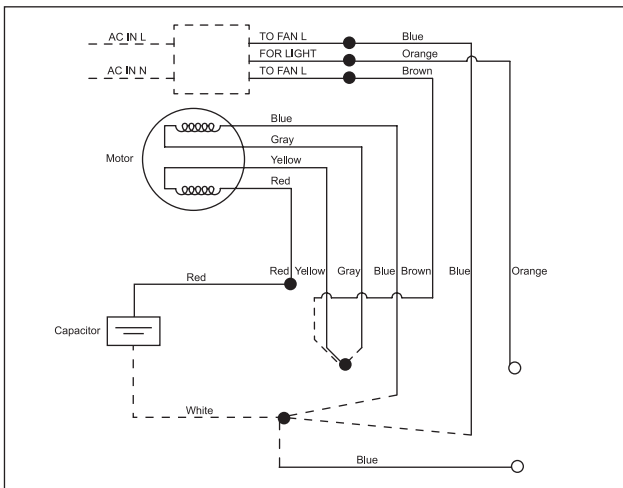 AC IN L
TO FAN L
Blue
FOR LIGHT
Orange
AC IN N
TO FAN L
Brown
Blue
Gray
Motor
Yellow
Red
Red
Red Yellow Gray Blue Brown Blue Orange
Capacitor
White
Blue